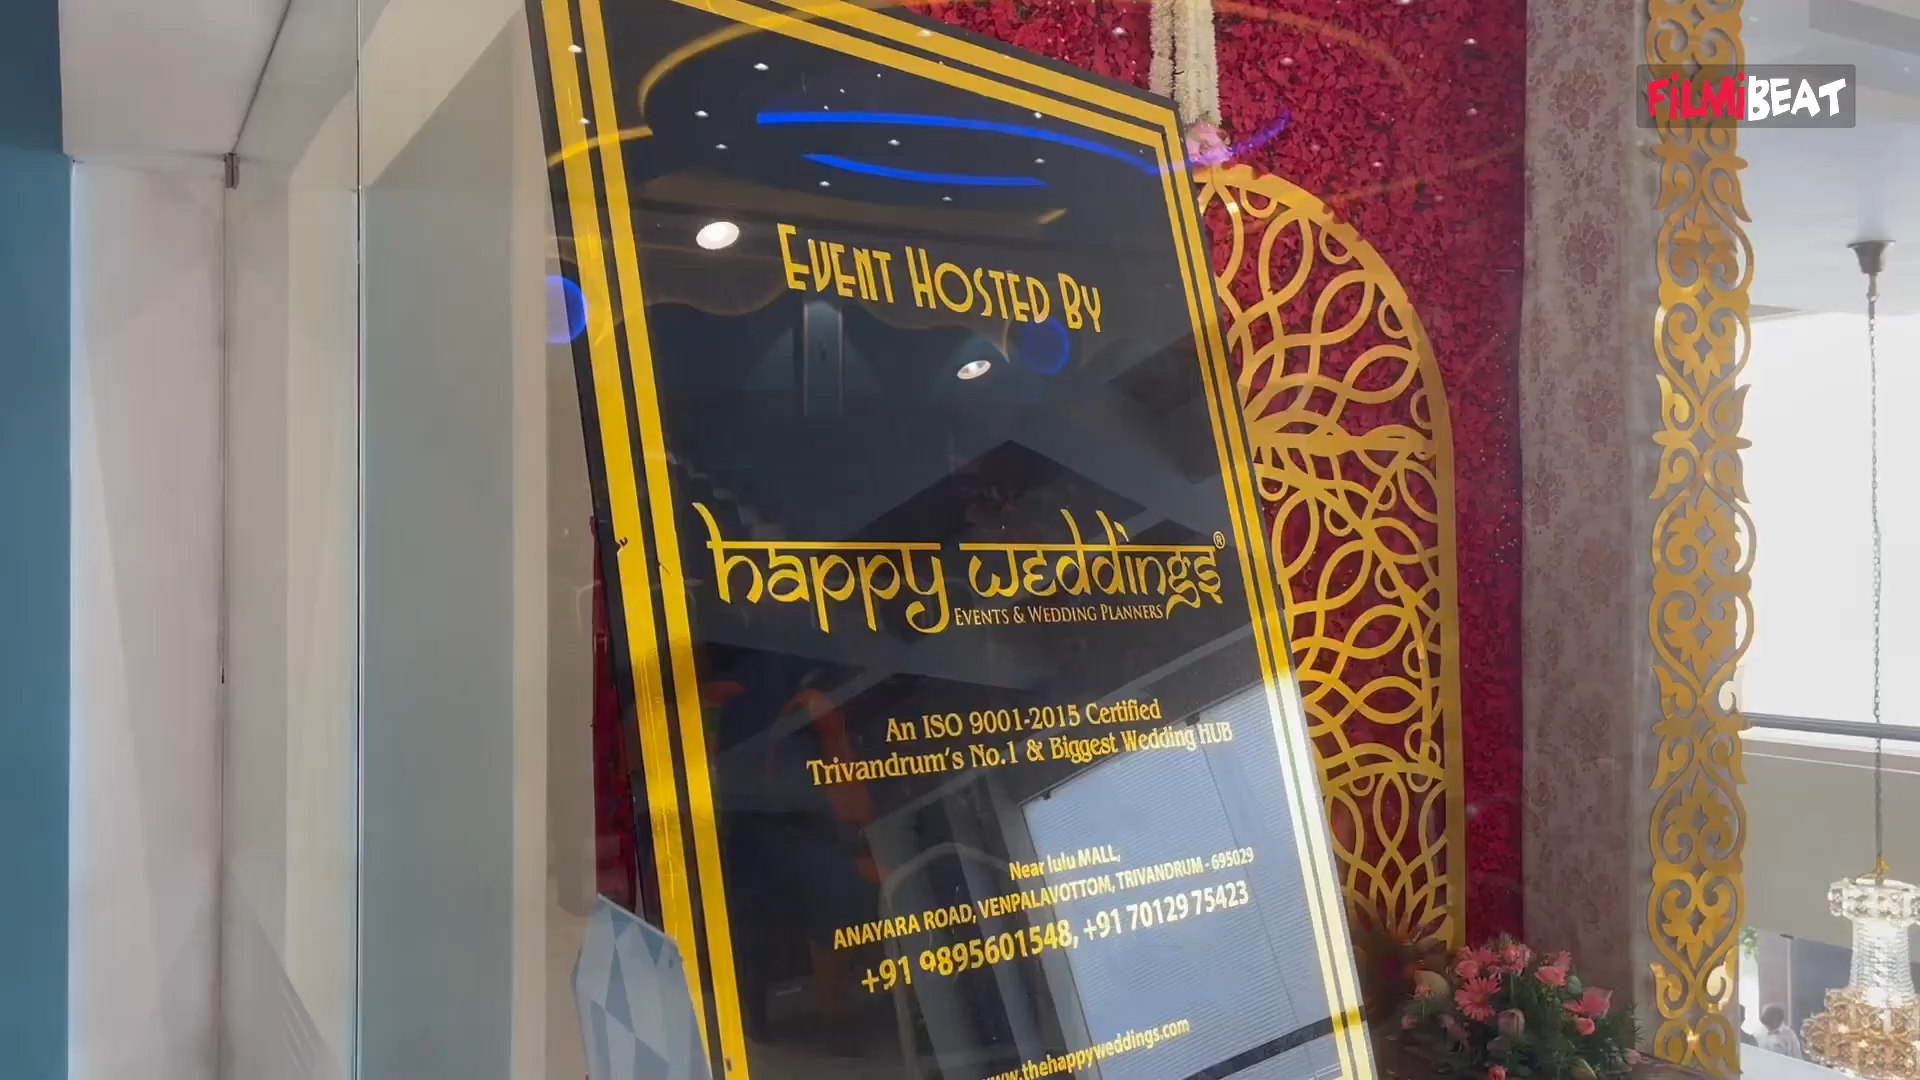 FiLMiBEAT
EVENT HOSTED BY
happy weddings®
EVENTS & WEDDING PLANNERS
An ISO 9001-2015 Certified
Trivandrum's No.1 & Biggest Wedding HUB
Near lulu MALL,
ANAYARA ROAD, VENPALAVOTTOM, TRIVANDRUM - 695029
+91 9895601548, +91 70129 75423
www.thehappyweddings.com